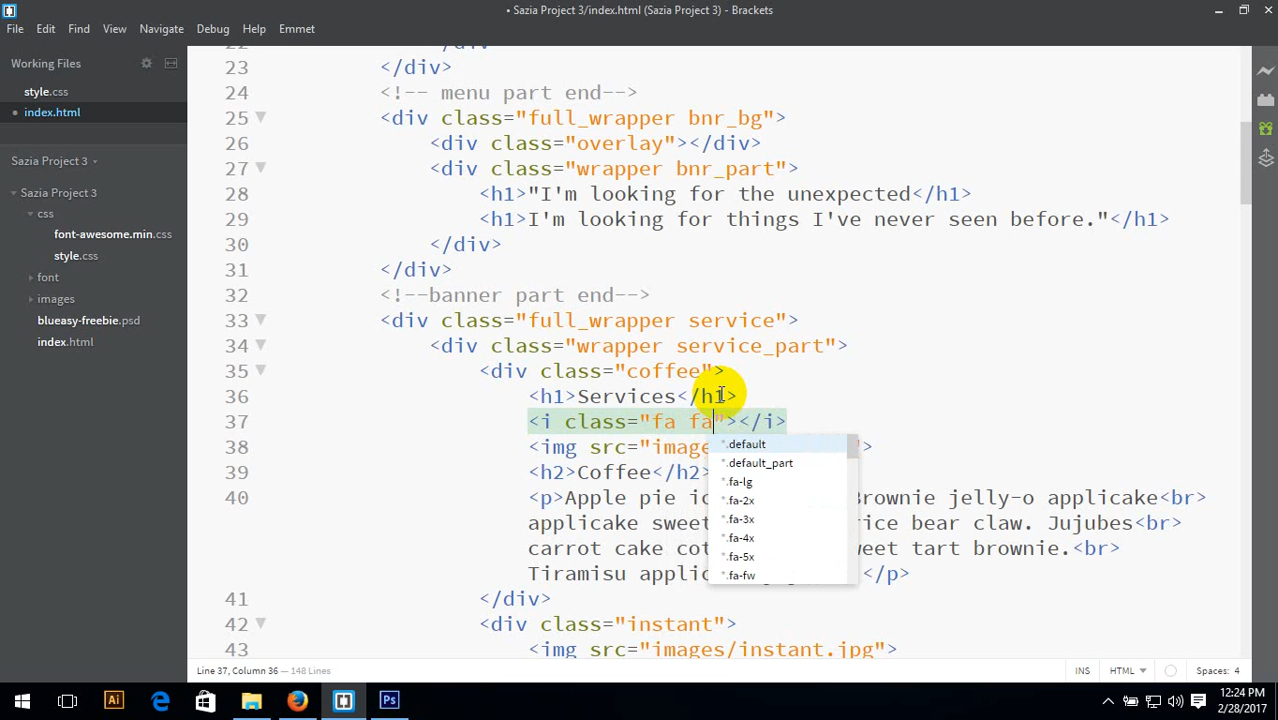 • Sazia Project 3/index.html (Sazia Project 3) - Brackets
File Edit Find View Navigate Debug Help Emmet
Working Files
style.css
• index.html
Sazia Project 3
Sazia Project 3
css
font-awesome.min.css
style.css
font
images
blueasy-freebie.psd
index.html
23 </div>
24 <!-- menu part end-->
25 <div class="full_wrapper bnr_bg">
26 <div class="overlay"></div>
27 <div class="wrapper bnr_part">
28 <h1>"I'm looking for the unexpected</h1>
29 <h1>I'm looking for things I've never seen before."</h1>
30 </div>
31 </div>
32 <!--banner part end-->
33 <div class="full_wrapper service">
34 <div class="wrapper service_part">
35 <div class="coffee">
36 <h1>Services</h1>
37 <i class="fa fa"></i>
38 <img src="image >
39 <h2>Coffee</h2>
40 <p>Apple pie ic Brownie jelly-o applicake<br>
applicake sweet rice bear claw. Jujubes<br>
carrot cake cot weet tart brownie.<br>
Tiramisu applic </p>
41 </div>
42 <div class="instant">
43 <img src="images/instant.jpg">
*.default
*.default_part
*.fa-lg
*.fa-2x
*.fa-3x
*.fa-4x
*.fa-5x
*.fa-fw
Line 37, Column 36 — 148 Lines
INS HTML Spaces: 4
12:24 PM
2/28/2017